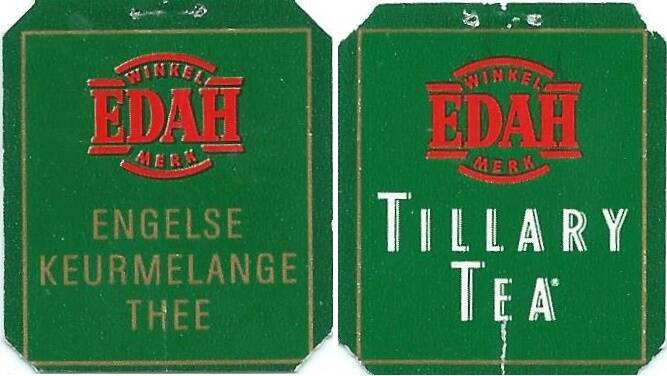 WINKEL
EDAH
MERK
ENGELSE
KEURMELANGE
THEE
WINKEL
EDAH
MERK
TILLARY
TEA®